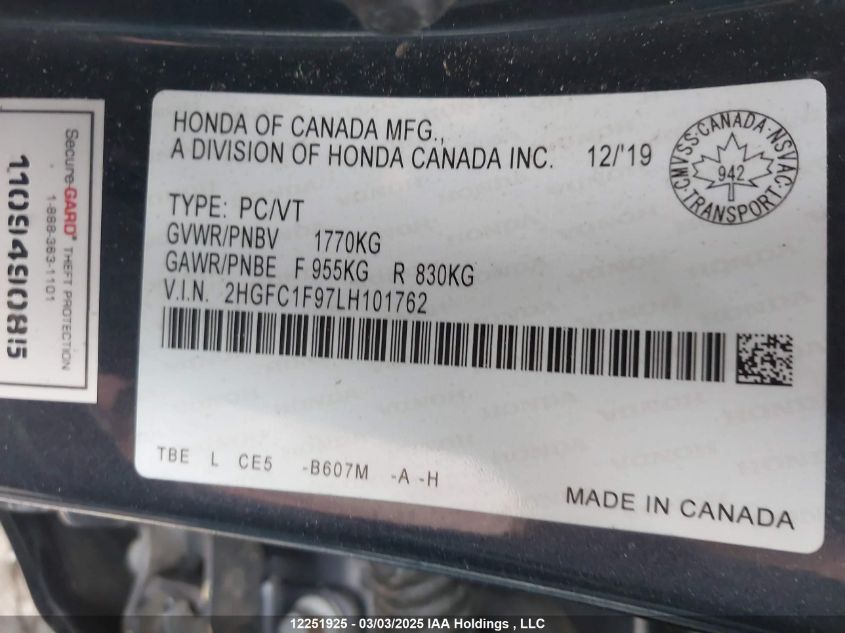 HONDA OF CANADA MFG.,
A DIVISION OF HONDA CANADA INC. 12/'19
CMVSS·CANADA·NSVAC·TRANSPORT·
942
TYPE: PC/VT
GVWR/PNBV 1770KG
GAWR/PNBE F 955KG R 830KG
V.I.N. 2HGFC1F97LH101762
TBE L CE5 -B607M -A -H
MADE IN CANADA
Secure-GARD® THEFT PROTECTION
1-888-363-1101
12251925 - 03/03/2025 IAA Holdings , LLC